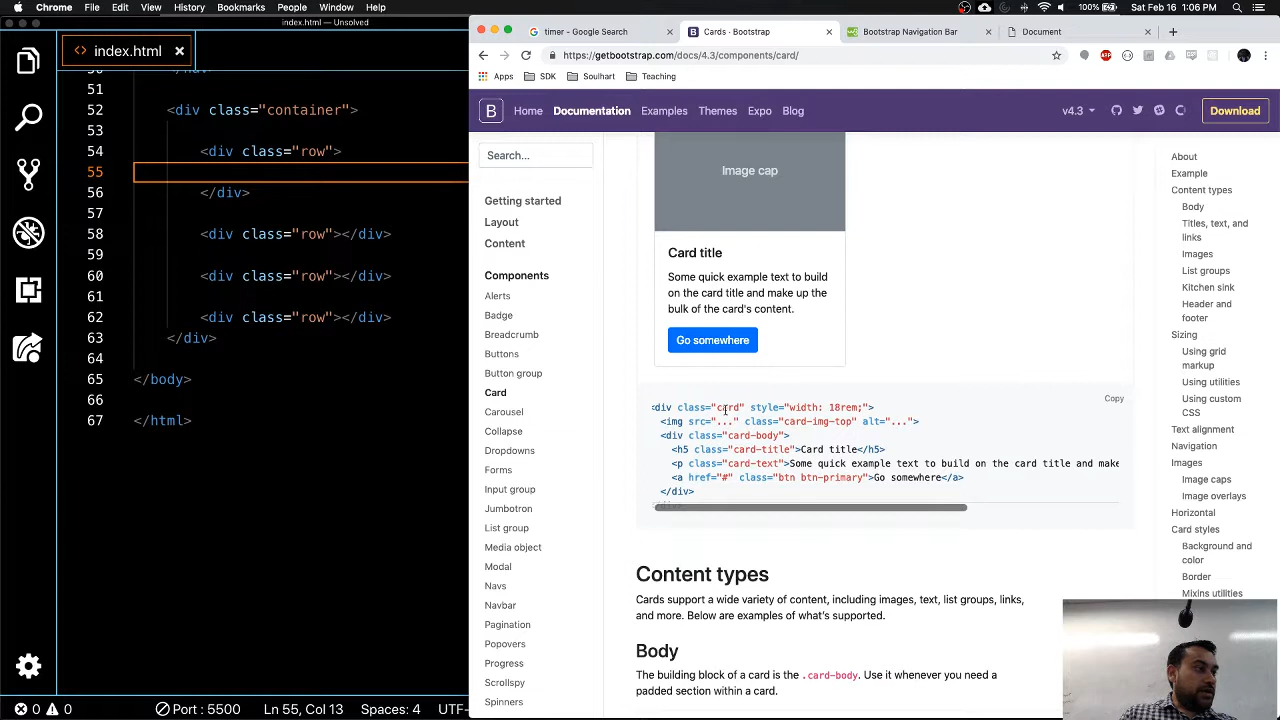 Chrome File Edit View History Bookmarks People Window Help
100% Sat Feb 16 1:06 PM
index.html — Unsolved
index.html
51
52 <div class="container">
53
54 <div class="row">
55
56 </div>
57
58 <div class="row"></div>
59
60 <div class="row"></div>
61
62 <div class="row"></div>
63 </div>
64
65 </body>
66
67 </html>
0 0 Port : 5500 Ln 55, Col 13 Spaces: 4 UTF-
timer - Google Search
Cards · Bootstrap
Bootstrap Navigation Bar
Document
https://getbootstrap.com/docs/4.3/components/card/
Apps SDK Soulhart Teaching
B Home Documentation Examples Themes Expo Blog v4.3 Download
Search...
Getting started
Layout
Content
Components
Alerts
Badge
Breadcrumb
Buttons
Button group
Card
Carousel
Collapse
Dropdowns
Forms
Input group
Jumbotron
List group
Media object
Modal
Navs
Navbar
Pagination
Popovers
Progress
Scrollspy
Spinners
Image cap
Card title
Some quick example text to build
on the card title and make up the
bulk of the card's content.
Go somewhere
Copy
<div class="card" style="width: 18rem;">
<img src="..." class="card-img-top" alt="...">
<div class="card-body">
<h5 class="card-title">Card title</h5>
<p class="card-text">Some quick example text to build on the card title and make
<a href="#" class="btn btn-primary">Go somewhere</a>
</div>
Content types
Cards support a wide variety of content, including images, text, list groups, links,
and more. Below are examples of what's supported.
Body
The building block of a card is the .card-body. Use it whenever you need a
padded section within a card.
About
Example
Content types
Body
Titles, text, and
links
Images
List groups
Kitchen sink
Header and
footer
Sizing
Using grid
markup
Using utilities
Using custom
CSS
Text alignment
Navigation
Images
Image caps
Image overlays
Horizontal
Card styles
Background and
color
Border
Mixins utilities